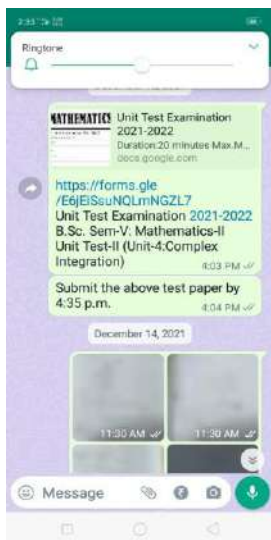 Ringtone
MATHEMATICS
Unit Test Examination
2021-2022
Duration:20 minutes Max.M...
docs.google.com
https://forms.gle
/E6jEiSsuNQLmNGZL7
Unit Test Examination 2021-2022
B.Sc. Sem-V: Mathematics-II
Unit Test-II (Unit-4:Complex
Integration)
4:03 PM
Submit the above test paper by
4:35 p.m.
4:04 PM
December 14, 2021
11:30 AM
11:30 AM
Message